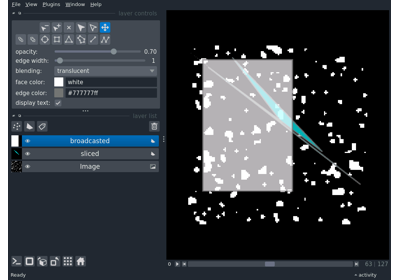 File View Plugins Window Help
layer controls
opacity: 0.70
edge width: 1
blending: translucent
face color: white
edge color: #777777ff
display text:
layer list
broadcasted
sliced
Image
63 127
Ready
activity